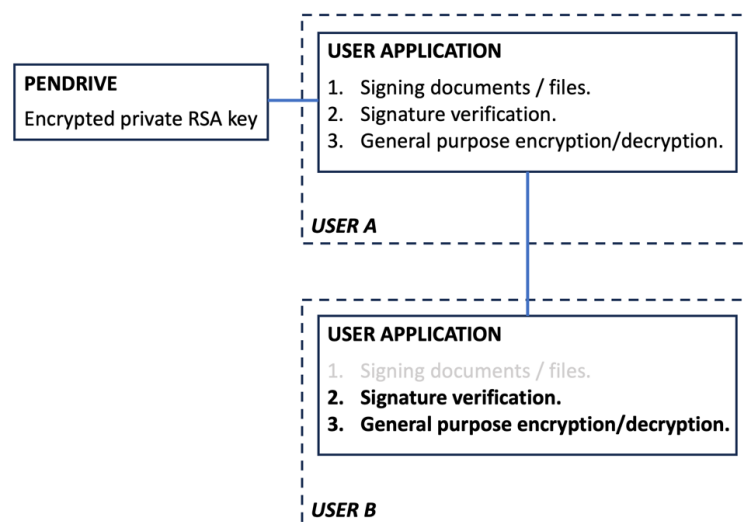 PENDRIVE
Encrypted private RSA key
USER APPLICATION
1. Signing documents / files.
2. Signature verification.
3. General purpose encryption/decryption.
USER A
USER APPLICATION
1. Signing documents / files.
2. Signature verification.
3. General purpose encryption/decryption.
USER B